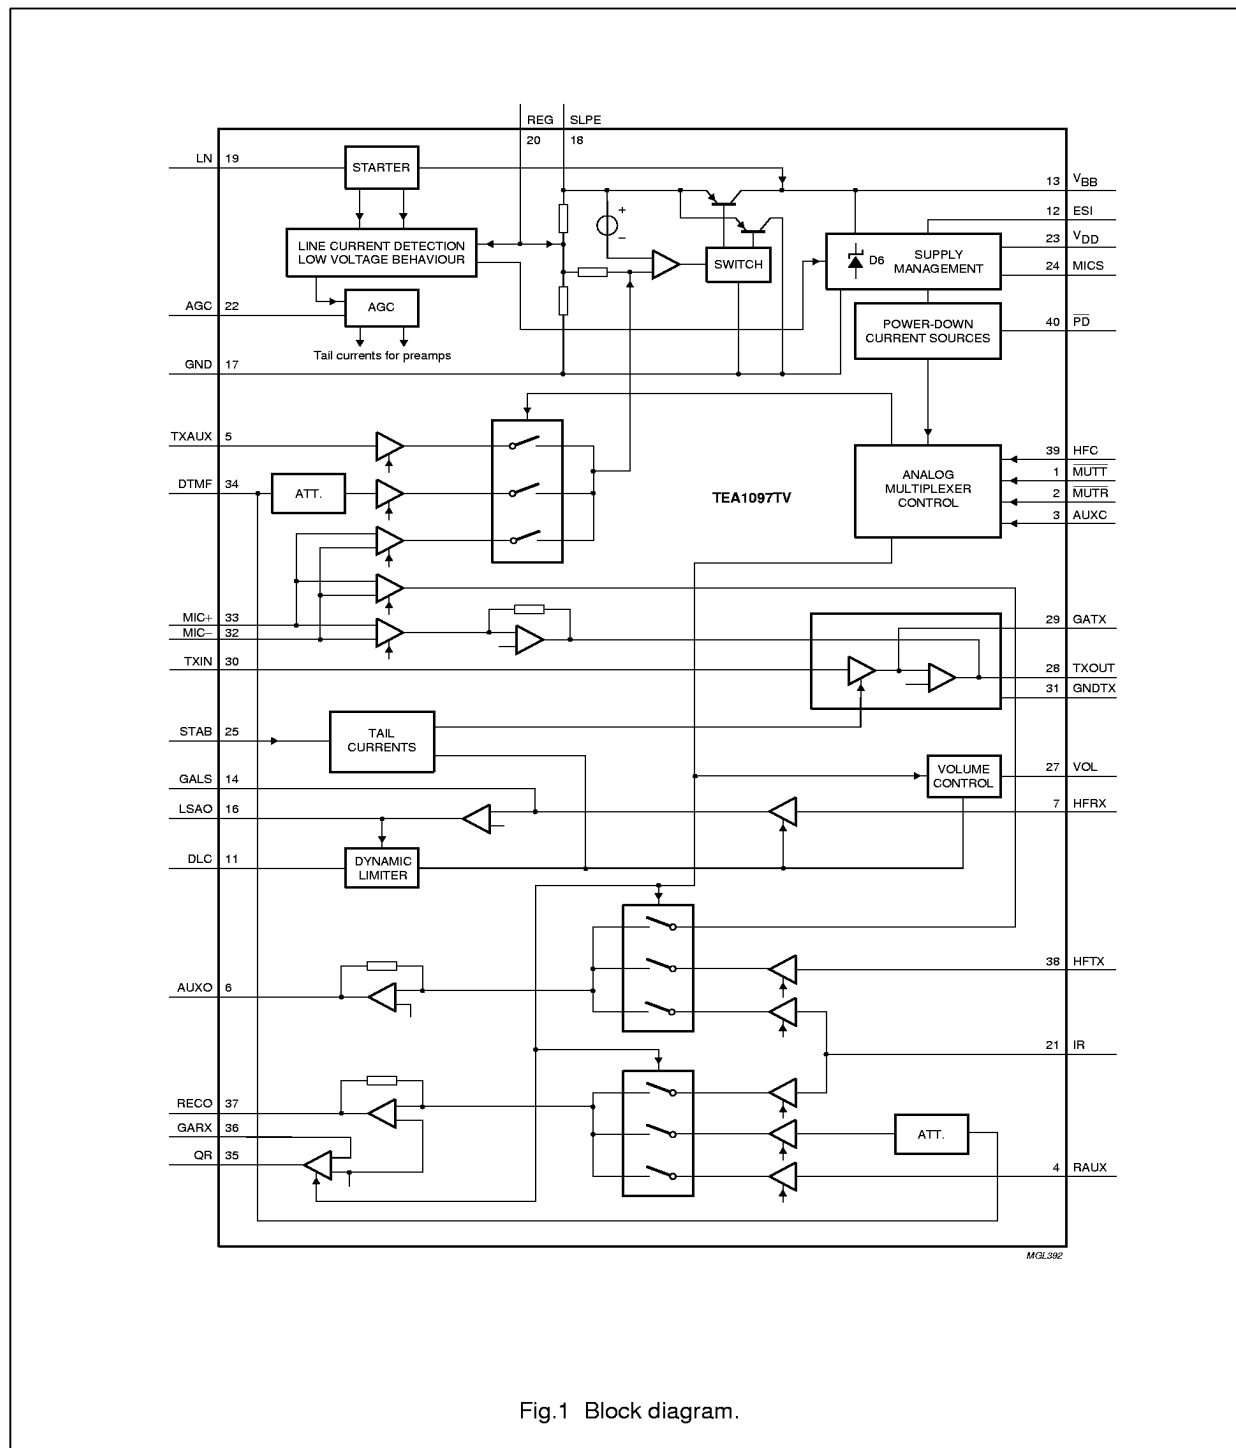 REG SLPE
20 18
LN 19
STARTER
13 VBB
12 ESI
LINE CURRENT DETECTION
LOW VOLTAGE BEHAVIOUR
+
−
SWITCH
D6
SUPPLY
MANAGEMENT
23 VDD
24 MICS
AGC 22
AGC
POWER-DOWN
CURRENT SOURCES
40 PD
Tail currents for preamps
GND 17
TXAUX 5
DTMF 34
ATT.
TEA1097TV
ANALOG
MULTIPLEXER
CONTROL
39 HFC
1 MUTT
2 MUTR
3 AUXC
MIC+ 33
MIC− 32
TXIN 30
29 GATX
28 TXOUT
31 GNDTX
STAB 25
TAIL
CURRENTS
GALS 14
LSAO 16
VOLUME
CONTROL
27 VOL
7 HFRX
DLC 11
DYNAMIC
LIMITER
AUXO 6
38 HFTX
21 IR
RECO 37
GARX 36
QR 35
ATT.
4 RAUX
MGL392
Fig.1 Block diagram.